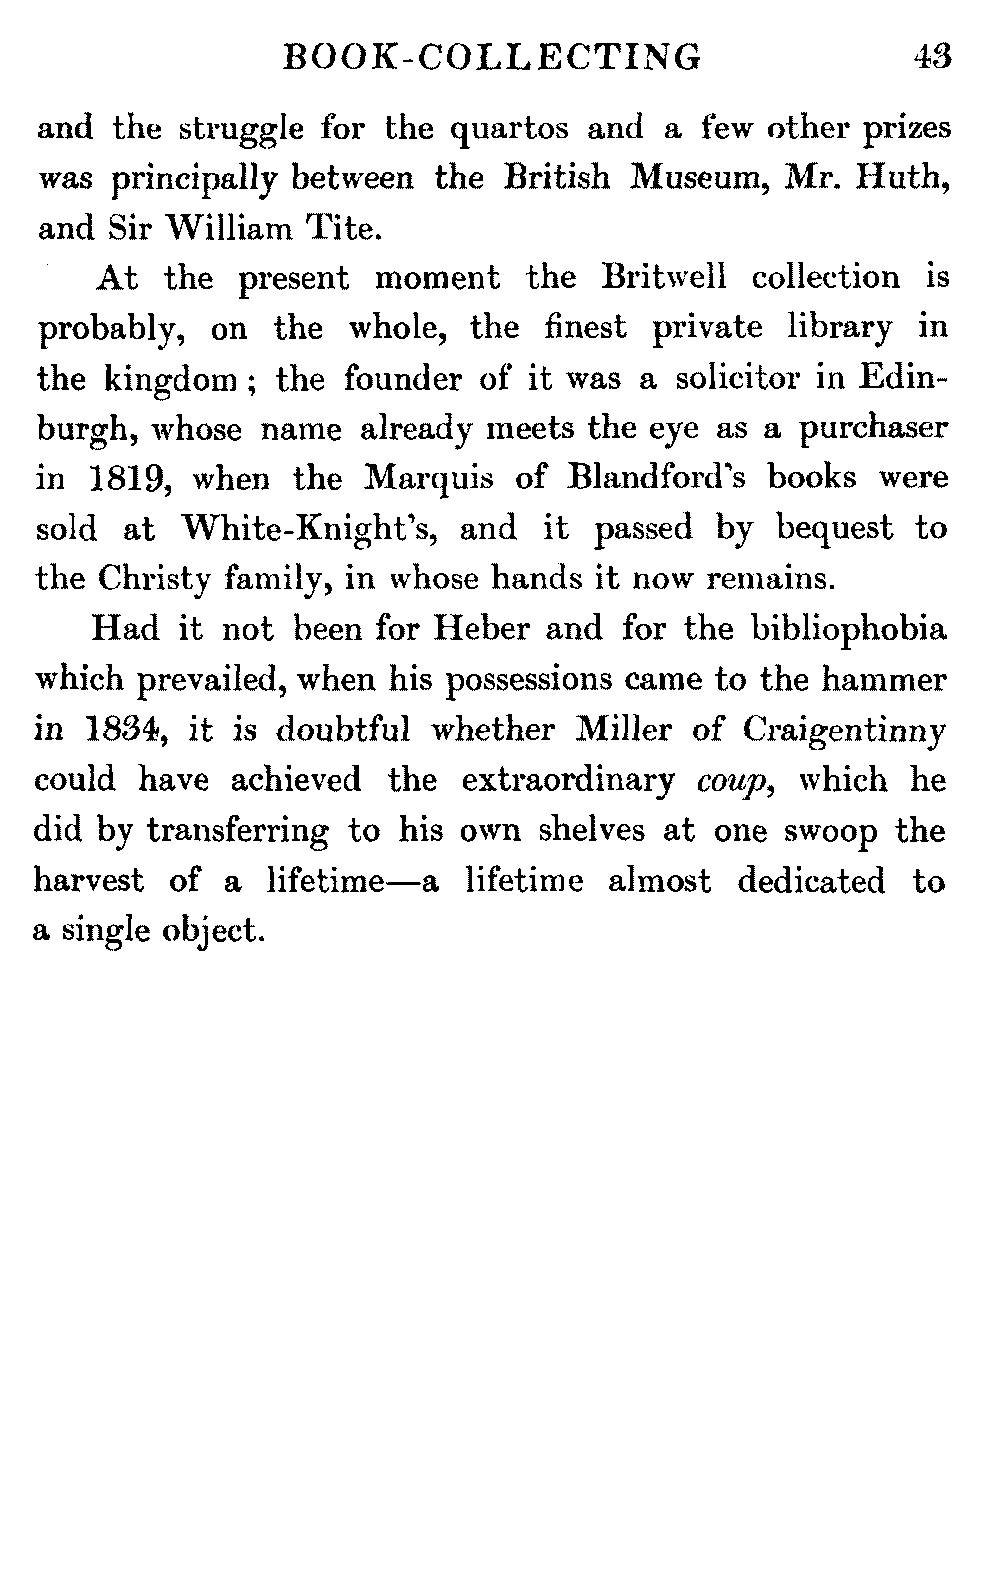 BOOK-COLLECTING 43
and the struggle for the quartos and a few other prizes
was principally between the British Museum, Mr. Huth,
and Sir William Tite.
At the present moment the Britwell collection is
probably, on the whole, the finest private library in
the kingdom ; the founder of it was a solicitor in Edin-
burgh, whose name already meets the eye as a purchaser
in 1819, when the Marquis of Blandford's books were
sold at White-Knight's, and it passed by bequest to
the Christy family, in whose hands it now remains.
Had it not been for Heber and for the bibliophobia
which prevailed, when his possessions came to the hammer
in 1834, it is doubtful whether Miller of Craigentinny
could have achieved the extraordinary coup, which he
did by transferring to his own shelves at one swoop the
harvest of a lifetime—a lifetime almost dedicated to
a single object.